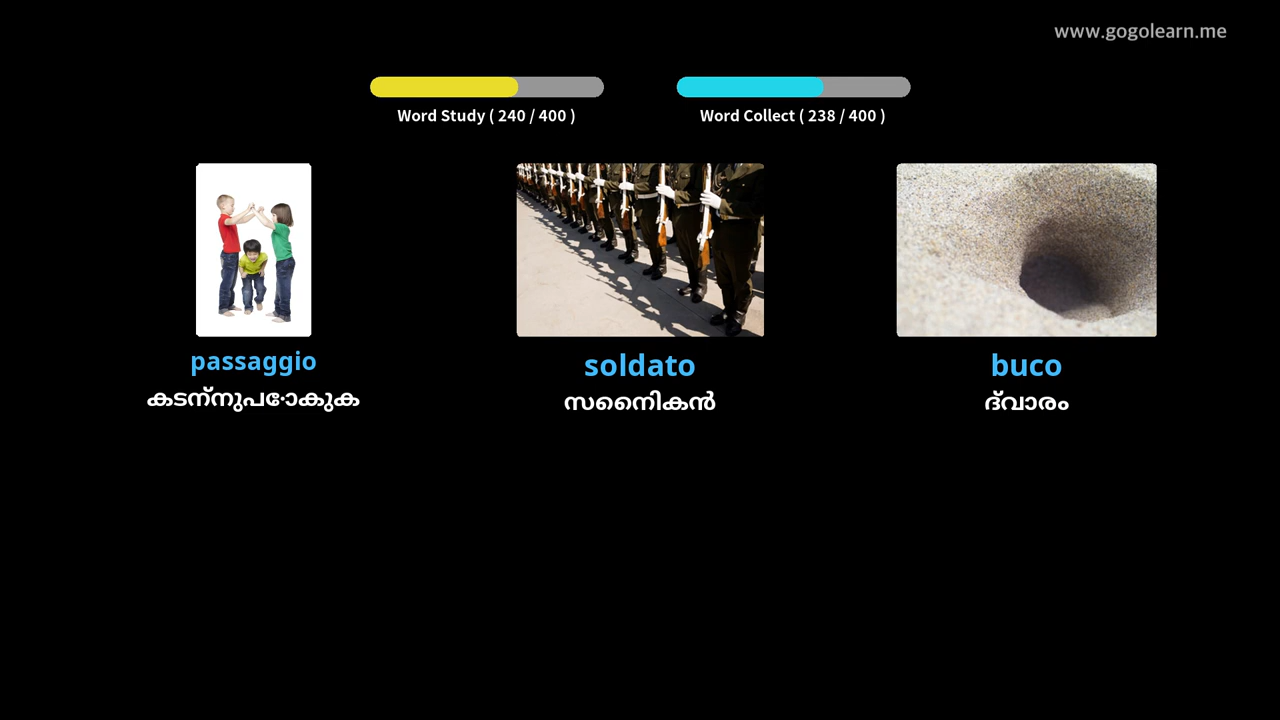 www.gogolearn.me
Word Study ( 240 / 400 )
Word Collect ( 238 / 400 )
passaggio
കടന്നുപോകുക
soldato
സൈനികൻ
buco
ദ്വാരം